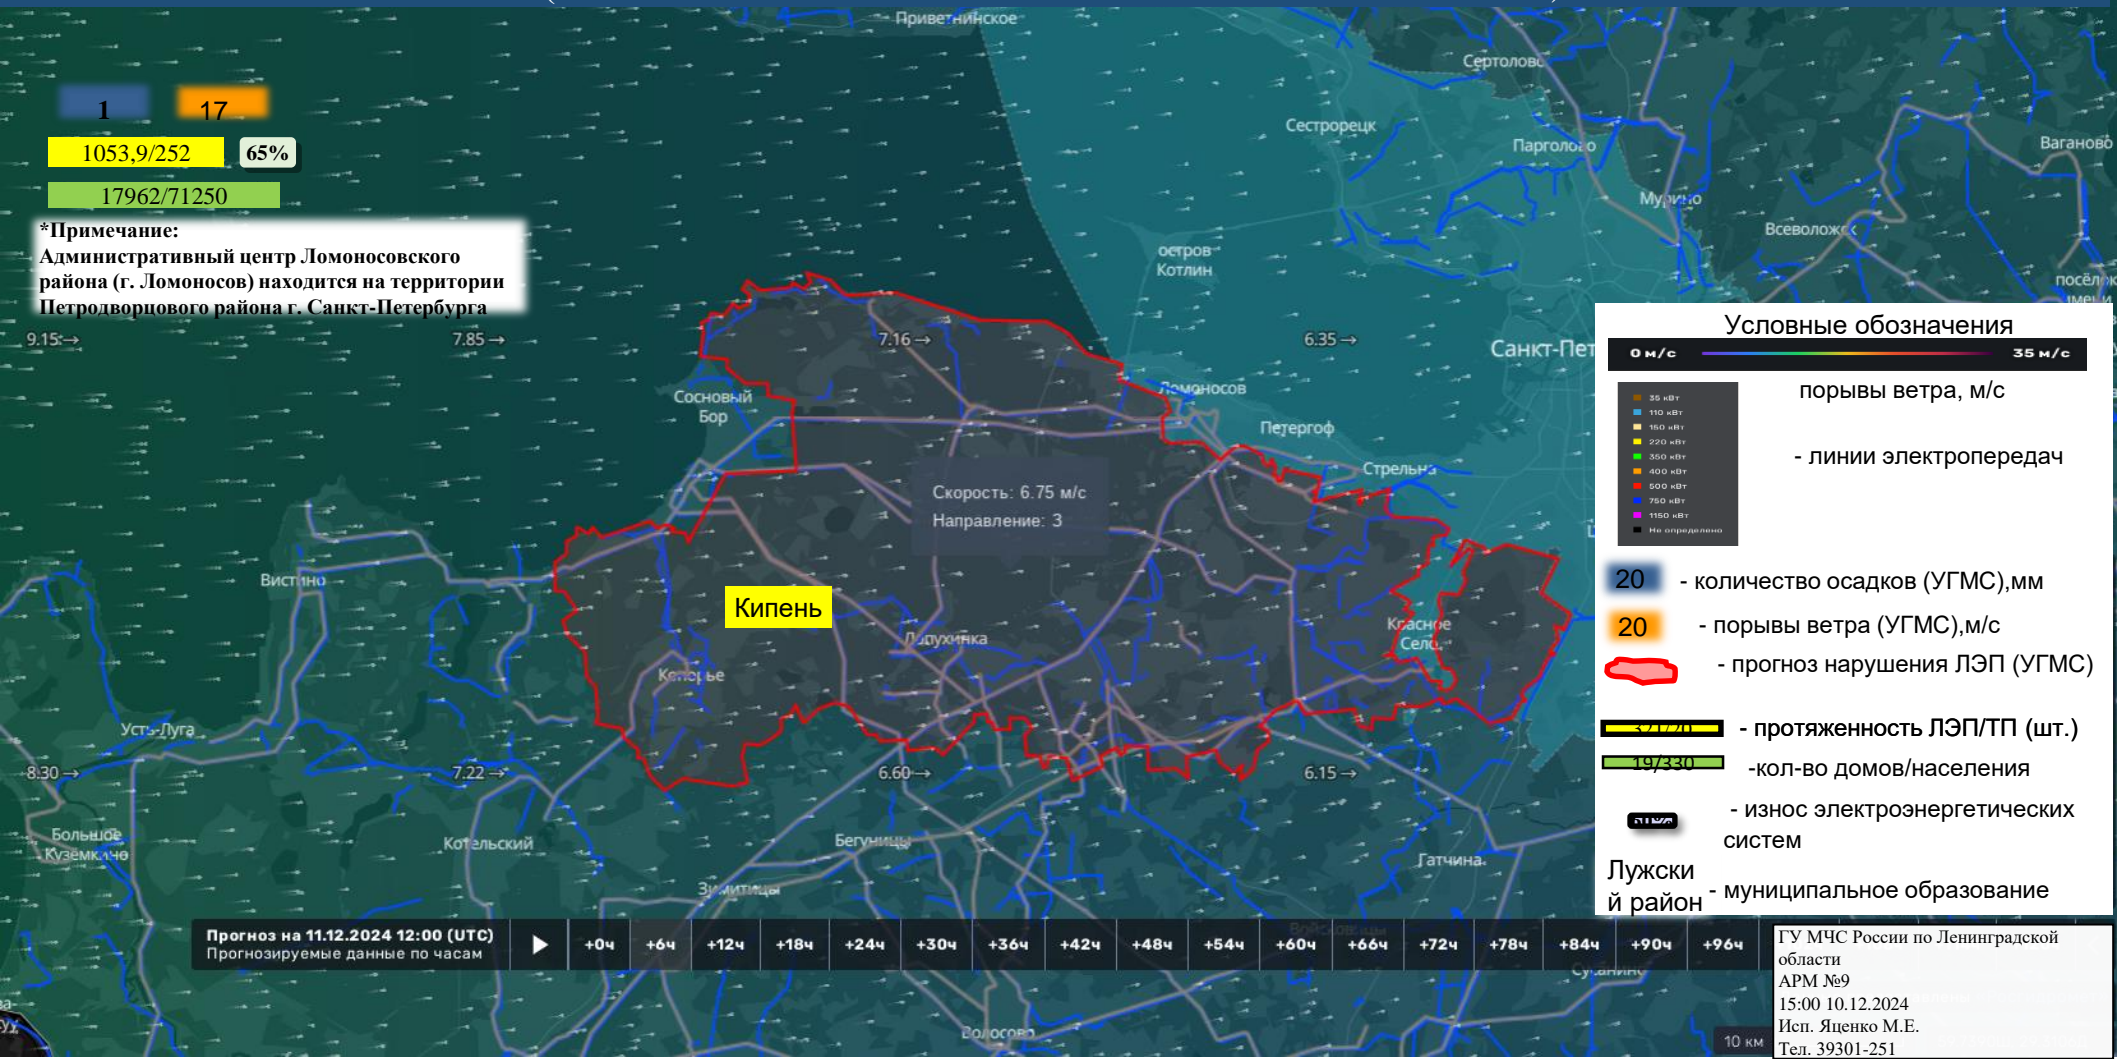 Приветнинское
Сертолово
Сестрорецк
Парголово
Ваганово
Мурино
Всеволожск
остров
Котлин
посёлок
имени
1
17
1053,9/252
65%
17962/71250
*Примечание:
Административный центр Ломоносовского
района (г. Ломоносов) находится на территории
Петродворцового района г. Санкт-Петербурга
9.15 →
7.85 →
7.16 →
6.35 →
Санкт-Пет
Сосновый
Бор
Ломоносов
Петергоф
Стрельна
Скорость: 6.75 м/с
Направление: З
Вистино
Кипень
Лопухинка
Красное
Село
Копорье
Усть-Луга
8.30 →
7.22 →
6.60 →
6.15 →
Большое
Кузёмкино
Котельский
Бегуницы
Гатчина
Зимитицы
Войсковицы
Сусанино
Волосово
Условные обозначения
0 м/с
35 м/с
порывы ветра, м/с
35 кВт
110 кВт
150 кВт
220 кВт
350 кВт
400 кВт
500 кВт
750 кВт
1150 кВт
Не определено
- линии электропередач
20 - количество осадков (УГМС),мм
20 - порывы ветра (УГМС),м/с
- прогноз нарушения ЛЭП (УГМС)
- протяженность ЛЭП/ТП (шт.)
19/330 -кол-во домов/населения
- износ электроэнергетических
систем
Лужски
й район - муниципальное образование
Прогноз на 11.12.2024 12:00 (UTC)
Прогнозируемые данные по часам
+0ч +6ч +12ч +18ч +24ч +30ч +36ч +42ч +48ч +54ч +60ч +66ч +72ч +78ч +84ч +90ч +96ч
10 км
ГУ МЧС России по Ленинградской
области
АРМ №9
15:00 10.12.2024
Исп. Яценко М.Е.
Тел. 39301-251